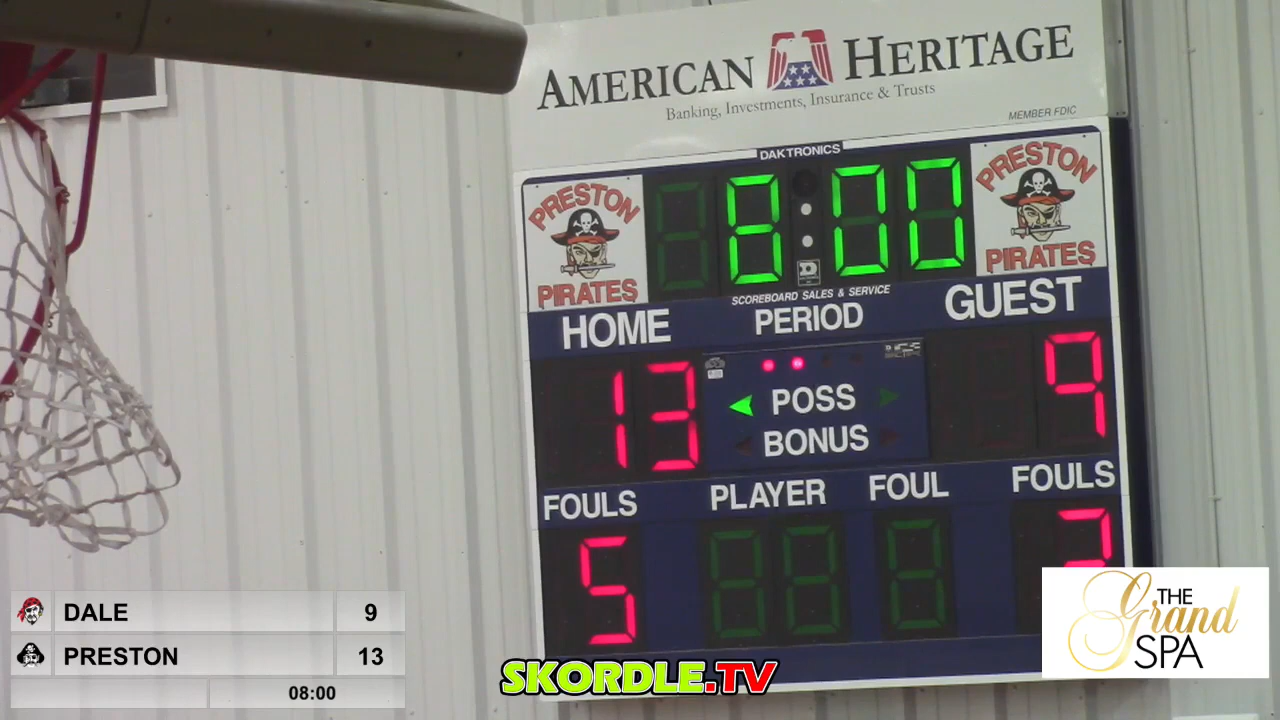 AMERICAN HERITAGE
Banking, Investments, Insurance & Trusts
MEMBER FDIC
DAKTRONICS
PRESTON
PIRATES
8:00
PRESTON
PIRATES
SCOREBOARD SALES & SERVICE
HOME PERIOD GUEST
13 9
POSS
BONUS
FOULS PLAYER FOUL FOULS
5
DALE 9
PRESTON 13
08:00
SKORDLE.TV
THE
Grand
SPA